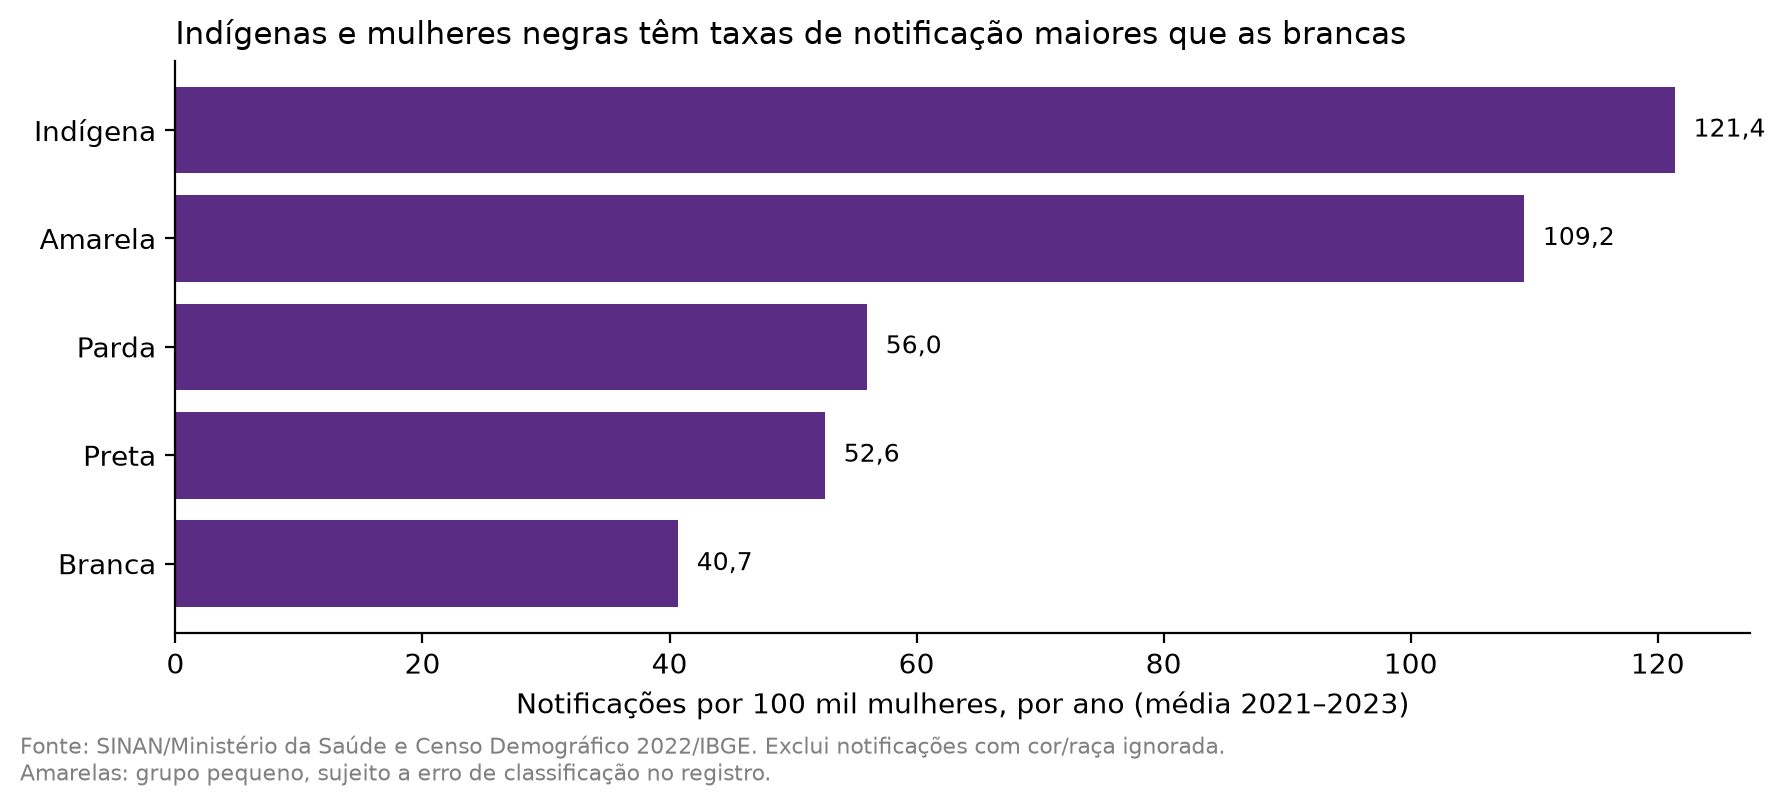 Indígenas e mulheres negras têm taxas de notificação maiores que as brancas
Indígena
121,4
Amarela
109,2
Parda
56,0
Preta
52,6
Branca
40,7
0 20 40 60 80 100 120
Notificações por 100 mil mulheres, por ano (média 2021–2023)
Fonte: SINAN/Ministério da Saúde e Censo Demográfico 2022/IBGE. Exclui notificações com cor/raça ignorada.
Amarelas: grupo pequeno, sujeito a erro de classificação no registro.